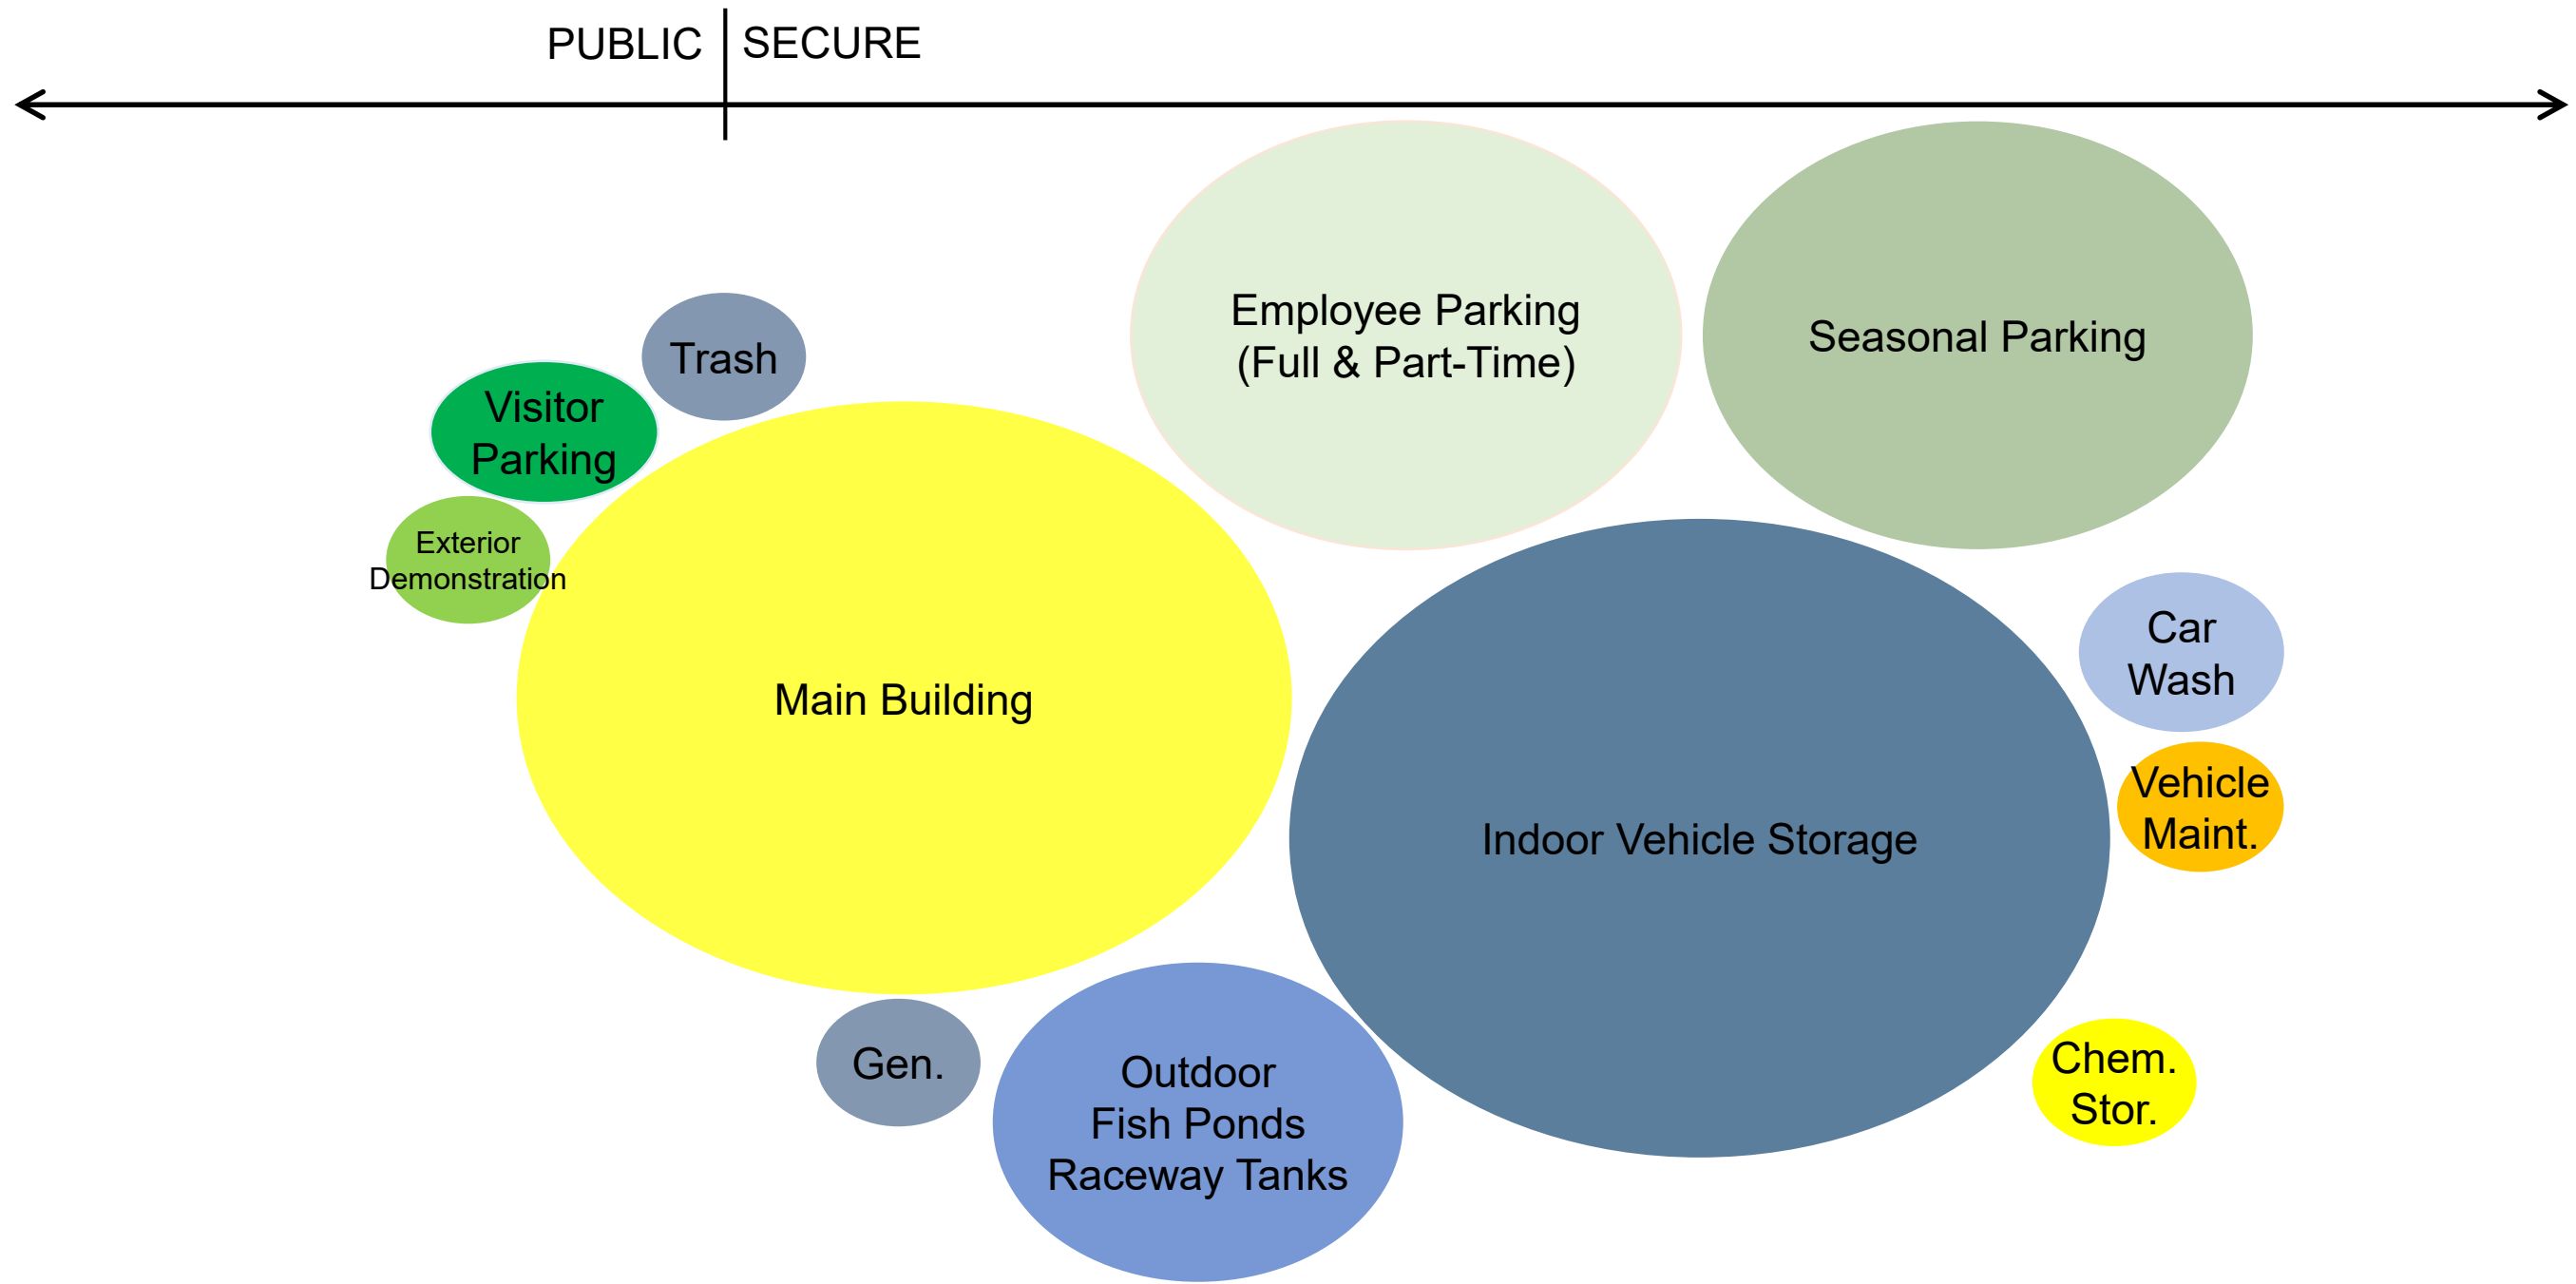 PUBLIC SECURE
Employee Parking
(Full & Part-Time)
Seasonal Parking
Trash
Visitor
Parking
Exterior
Demonstration
Main Building
Car
Wash
Vehicle
Maint.
Indoor Vehicle Storage
Gen.
Outdoor
Fish Ponds
Raceway Tanks
Chem.
Stor.